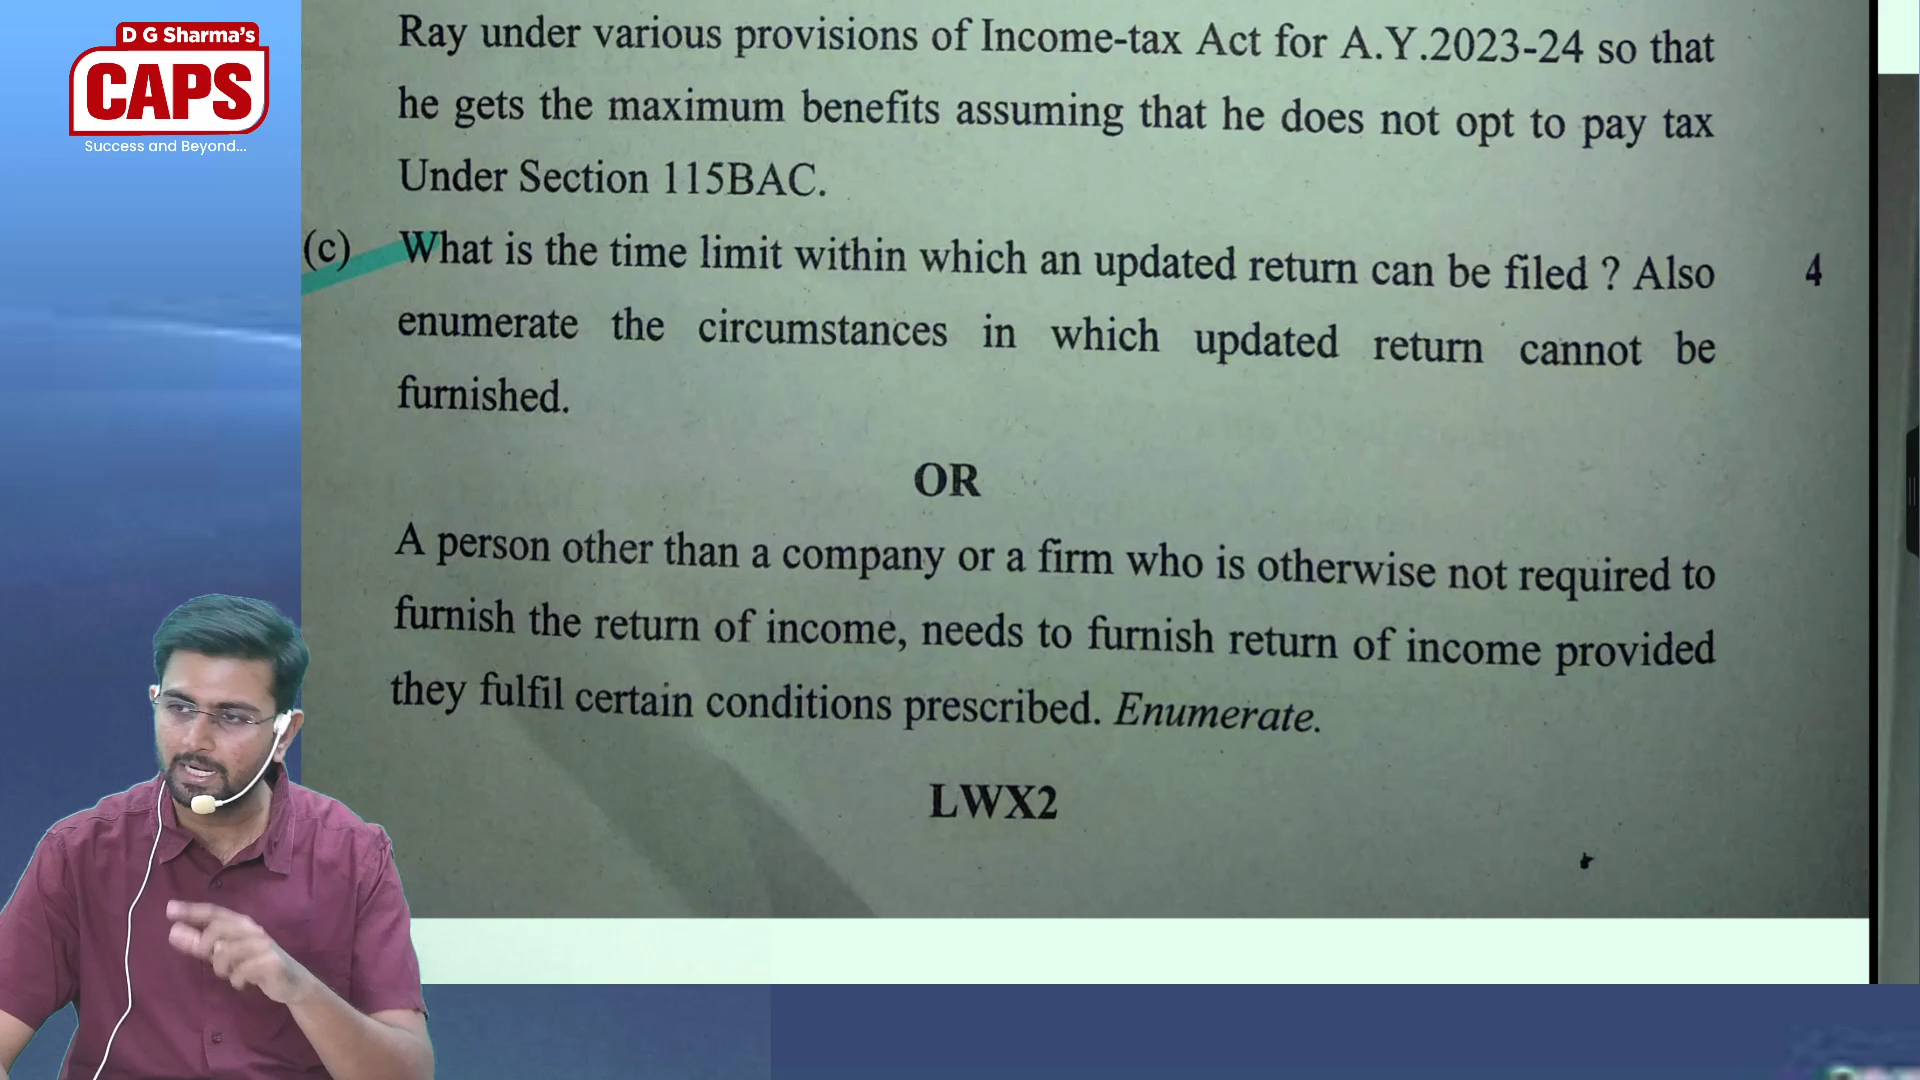 D G Sharma's
CAPS
Success and Beyond...
Ray under various provisions of Income-tax Act for A.Y.2023-24 so that
he gets the maximum benefits assuming that he does not opt to pay tax
Under Section 115BAC.
(c) What is the time limit within which an updated return can be filed ? Also 4
enumerate the circumstances in which updated return cannot be
furnished.
OR
A person other than a company or a firm who is otherwise not required to
furnish the return of income, needs to furnish return of income provided
they fulfil certain conditions prescribed. Enumerate.
LWX2